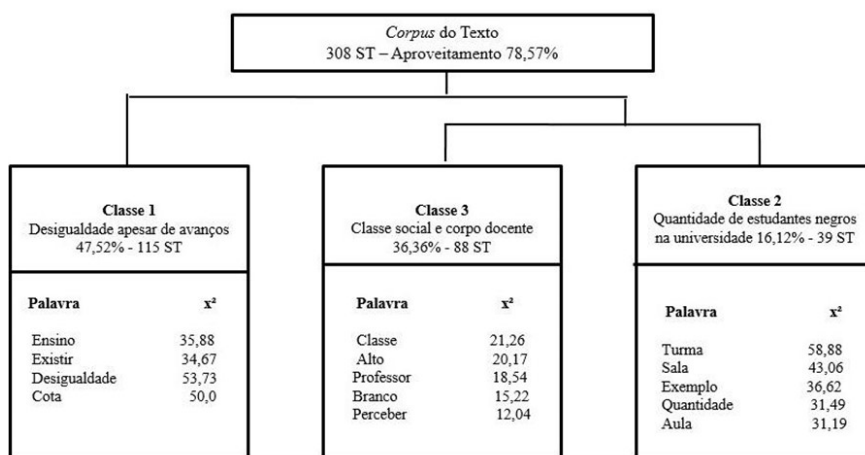 Corpus do Texto
308 ST – Aproveitamento 78,57%
Classe 1
Desigualdade apesar de avanços
47,52% - 115 ST
Palavra x²
Ensino 35,88
Existir 34,67
Desigualdade 53,73
Cota 50,0
Classe 3
Classe social e corpo docente
36,36% - 88 ST
Palavra x²
Classe 21,26
Alto 20,17
Professor 18,54
Branco 15,22
Perceber 12,04
Classe 2
Quantidade de estudantes negros
na universidade 16,12% - 39 ST
Palavra x²
Turma 58,88
Sala 43,06
Exemplo 36,62
Quantidade 31,49
Aula 31,19